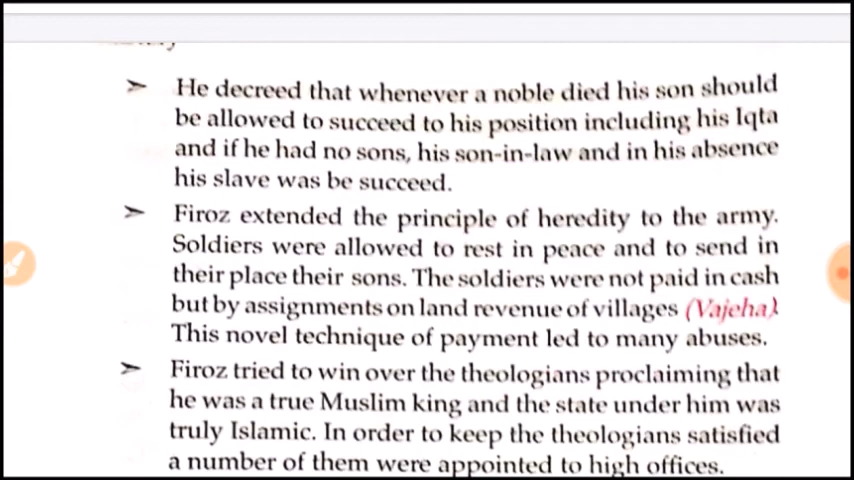 ➢ He decreed that whenever a noble died his son should
be allowed to succeed to his position including his Iqta
and if he had no sons, his son-in-law and in his absence
his slave was be succeed.
➢ Firoz extended the principle of heredity to the army.
Soldiers were allowed to rest in peace and to send in
their place their sons. The soldiers were not paid in cash
but by assignments on land revenue of villages (Vajeha).
This novel technique of payment led to many abuses.
➢ Firoz tried to win over the theologians proclaiming that
he was a true Muslim king and the state under him was
truly Islamic. In order to keep the theologians satisfied
a number of them were appointed to high offices.